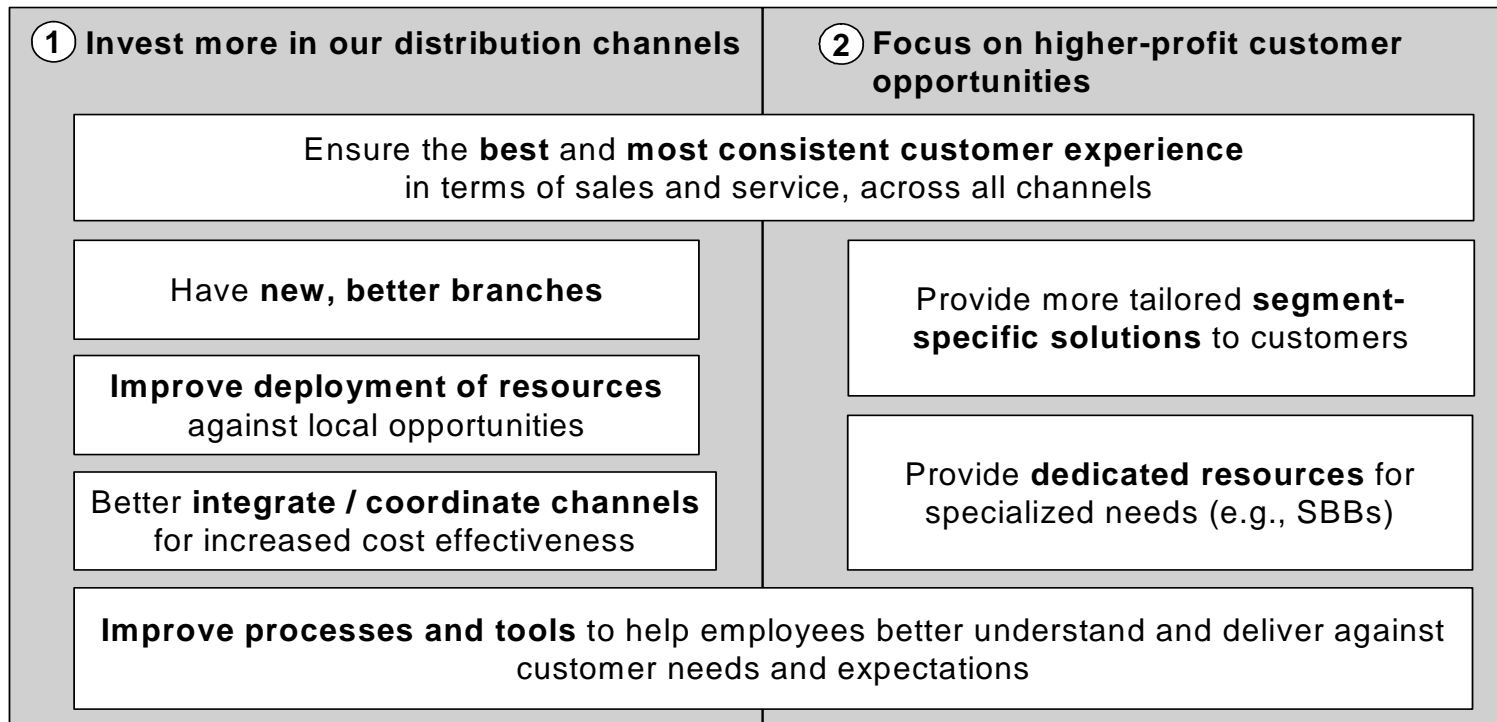 1 Invest more in our distribution channels
2 Focus on higher-profit customer
opportunities
Ensure the best and most consistent customer experience
in terms of sales and service, across all channels
Have new, better branches
Improve deployment of resources
against local opportunities
Better integrate / coordinate channels
for increased cost effectiveness
Provide more tailored segment-
specific solutions to customers
Provide dedicated resources for
specialized needs (e.g., SBBs)
Improve processes and tools to help employees better understand and deliver against
customer needs and expectations